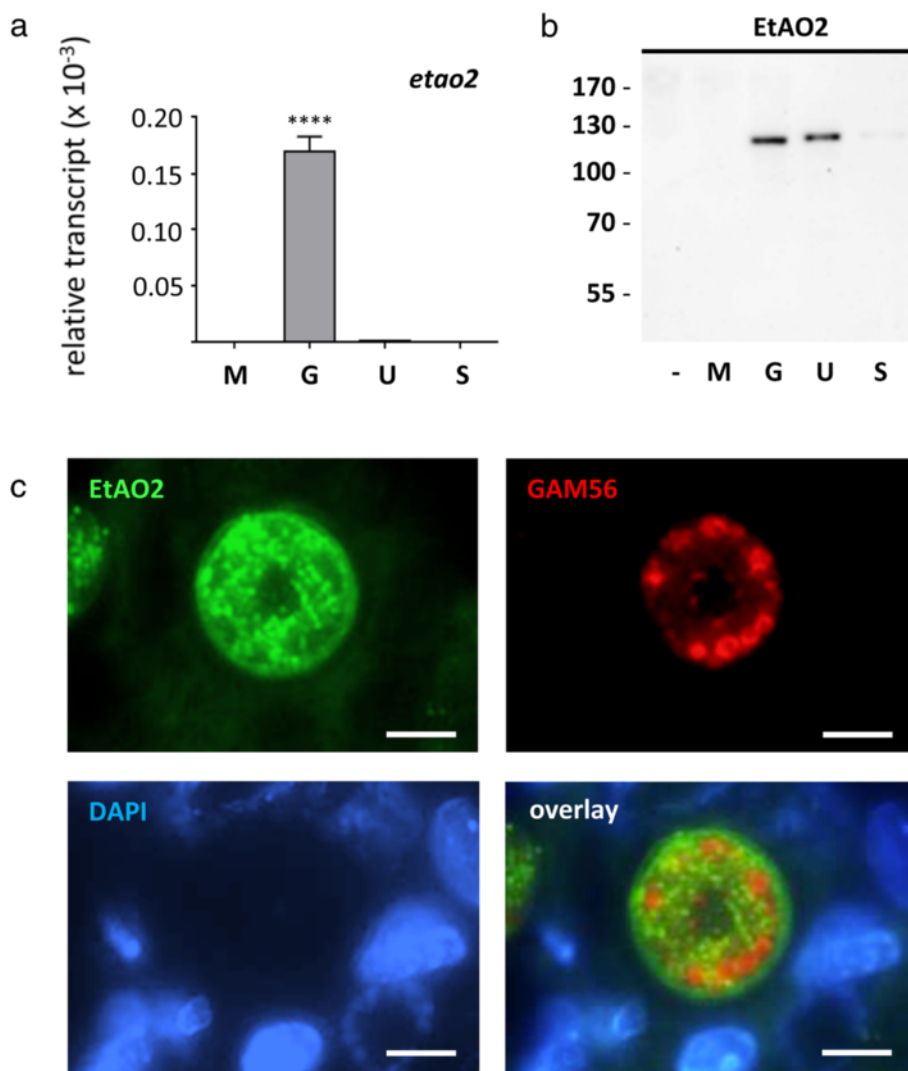 a
relative transcript (x 10-3)
etao2
****
0.20
0.15
0.10
0.05
M G U S
b
EtAO2
170 -
130 -
100 -
70 -
55 -
- M G U S
c
EtAO2
GAM56
DAPI
overlay